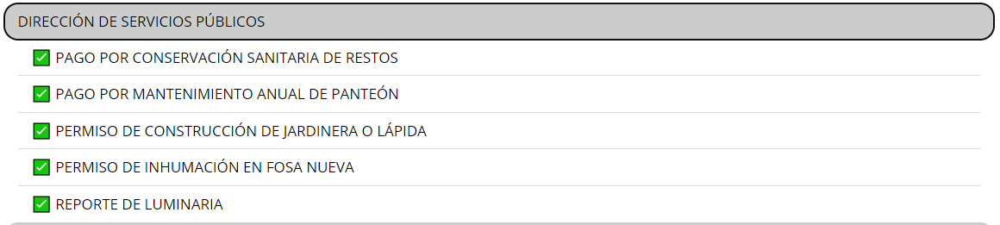 DIRECCIÓN DE SERVICIOS PÚBLICOS
PAGO POR CONSERVACIÓN SANITARIA DE RESTOS
PAGO POR MANTENIMIENTO ANUAL DE PANTEÓN
PERMISO DE CONSTRUCCIÓN DE JARDINERA O LÁPIDA
PERMISO DE INHUMACIÓN EN FOSA NUEVA
REPORTE DE LUMINARIA